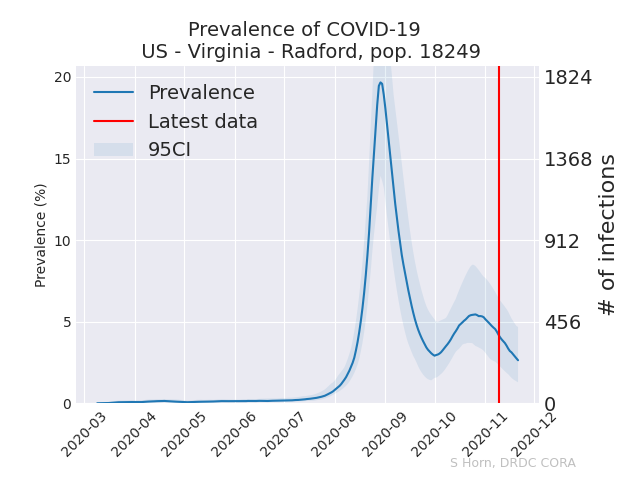 Prevalence of COVID-19
US - Virginia - Radford, pop. 18249
Prevalence
Latest data
95CI
Prevalence (%)
20
15
10
5
0
1824
1368
912
456
0
# of infections
2020-03
2020-04
2020-05
2020-06
2020-07
2020-08
2020-09
2020-10
2020-11
2020-12
S Horn, DRDC CORA